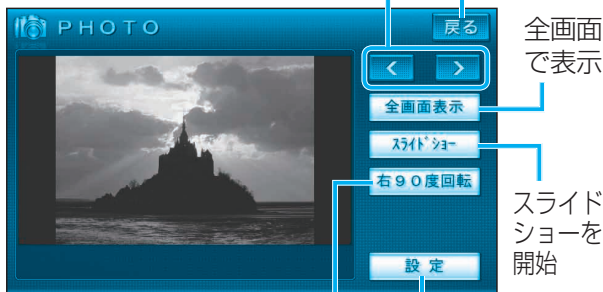 PHOTO
戻る
<
>
全画面表示
ｽﾗｲﾄﾞｼｮｰ
右９０度回転
設 定
全画面
で表示
スライド
ショーを
開始